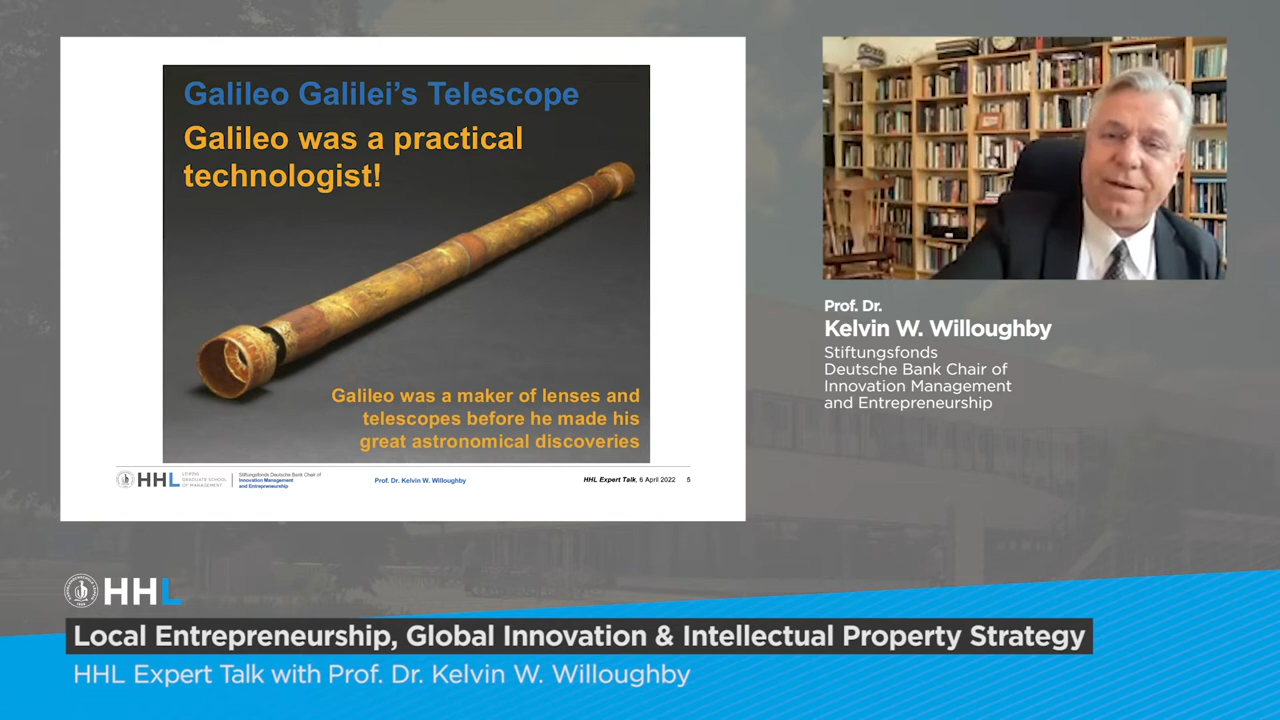 Galileo Galilei's Telescope
Galileo was a practical
technologist!
Galileo was a maker of lenses and
telescopes before he made his
great astronomical discoveries
HHL
LEIPZIG
GRADUATE SCHOOL
OF MANAGEMENT
Stiftungsfonds Deutsche Bank Chair of
Innovation Management
and Entrepreneurship
Prof. Dr. Kelvin W. Willoughby
HHL Expert Talk, 6 April 2022 5
Prof. Dr.
Kelvin W. Willoughby
Stiftungsfonds
Deutsche Bank Chair of
Innovation Management
and Entrepreneurship
HHL
Local Entrepreneurship, Global Innovation & Intellectual Property Strategy
HHL Expert Talk with Prof. Dr. Kelvin W. Willoughby